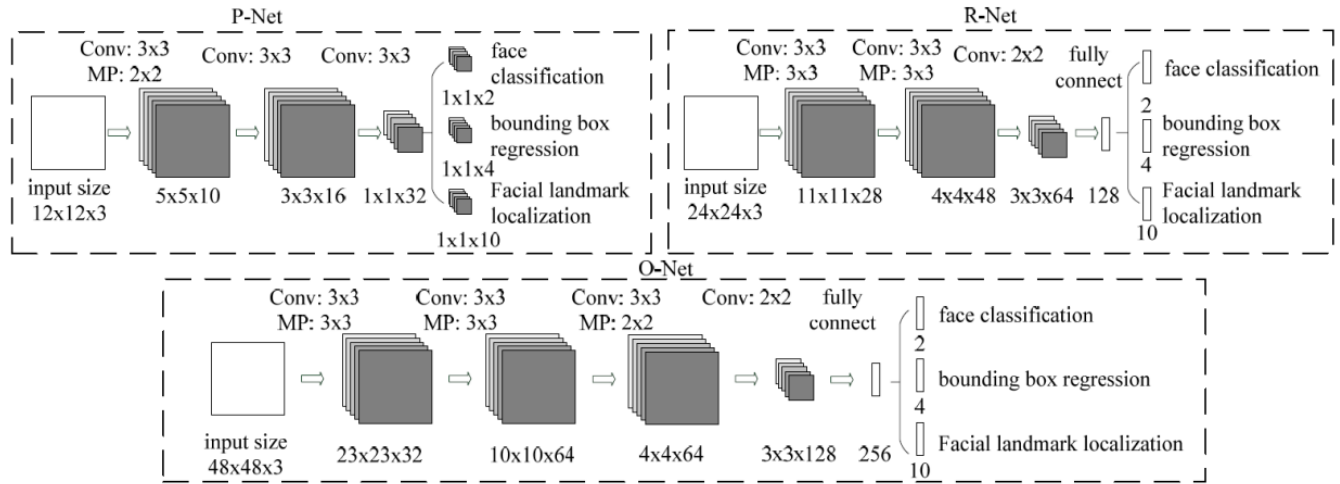 P-Net
Conv: 3x3
MP: 2x2
Conv: 3x3
Conv: 3x3
face
classification
1x1x2
bounding box
regression
1x1x4
Facial landmark
localization
1x1x10
input size
12x12x3
5x5x10
3x3x16
1x1x32
R-Net
Conv: 3x3
MP: 3x3
Conv: 3x3
MP: 3x3
Conv: 2x2
fully
connect
face classification
2
bounding box
regression
4
Facial landmark
localization
10
input size
24x24x3
11x11x28
4x4x48
3x3x64
128
O-Net
Conv: 3x3
MP: 3x3
Conv: 3x3
MP: 3x3
Conv: 3x3
MP: 2x2
Conv: 2x2
fully
connect
face classification
2
bounding box regression
4
Facial landmark localization
10
input size
48x48x3
23x23x32
10x10x64
4x4x64
3x3x128
256